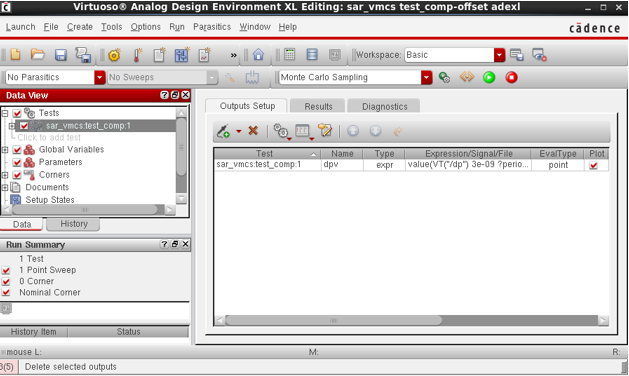 Virtuoso® Analog Design Environment XL Editing: sar_vmcs test_comp-offset adexl
Launch File Create Tools Options Run Parasitics Window Help
cādence
» Workspace: Basic
No Parasitics No Sweeps Monte Carlo Sampling
Data View
Tests
sar_vmcs:test_comp:1
Click to add test
Global Variables
Parameters
Corners
Documents
Setup States
Data History
Run Summary
1 Test
1 Point Sweep
0 Corner
Nominal Corner
History Item Status
Outputs Setup Results Diagnostics
Test Name Type Expression/Signal/File EvalType Plot
sar_vmcs:test_comp:1 dpv expr value(VT("/dp") 3e-09 ?perio... point
mouse L: M: R:
3(5) Delete selected outputs